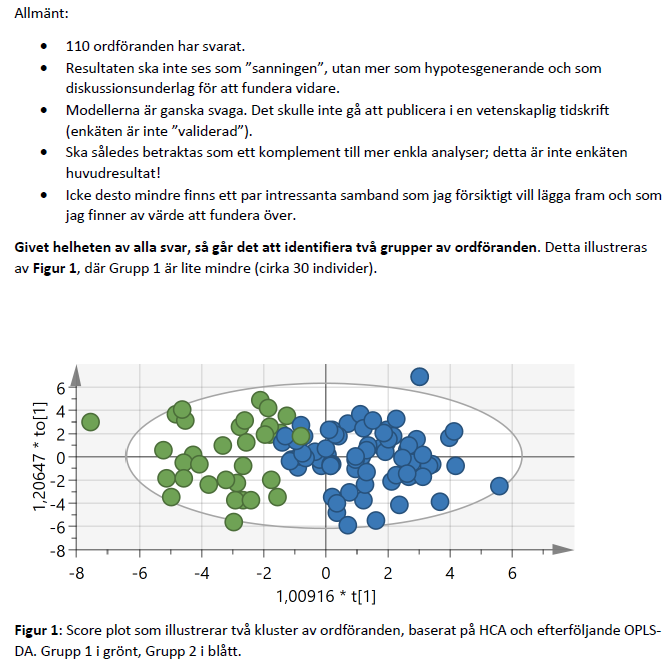 Allmänt:
• 110 ordföranden har svarat.
• Resultaten ska inte ses som ”sanningen”, utan mer som hypotesgenerande och som
diskussionsunderlag för att fundera vidare.
• Modellerna är ganska svaga. Det skulle inte gå att publicera i en vetenskaplig tidskrift
(enkäten är inte ”validerad”).
• Ska således betraktas som ett komplement till mer enkla analyser; detta är inte enkäten
huvudresultat!
• Icke desto mindre finns ett par intressanta samband som jag försiktigt vill lägga fram och som
jag finner av värde att fundera över.
Givet helheten av alla svar, så går det att identifiera två grupper av ordföranden. Detta illustreras
av Figur 1, där Grupp 1 är lite mindre (cirka 30 individer).
1,20647 * to[1]
6
4
2
0
-2
-4
-6
-8
-8 -6 -4 -2 0 2 4 6
1,00916 * t[1]
Figur 1: Score plot som illustrerar två kluster av ordföranden, baserat på HCA och efterföljande OPLS-
DA. Grupp 1 i grönt, Grupp 2 i blått.